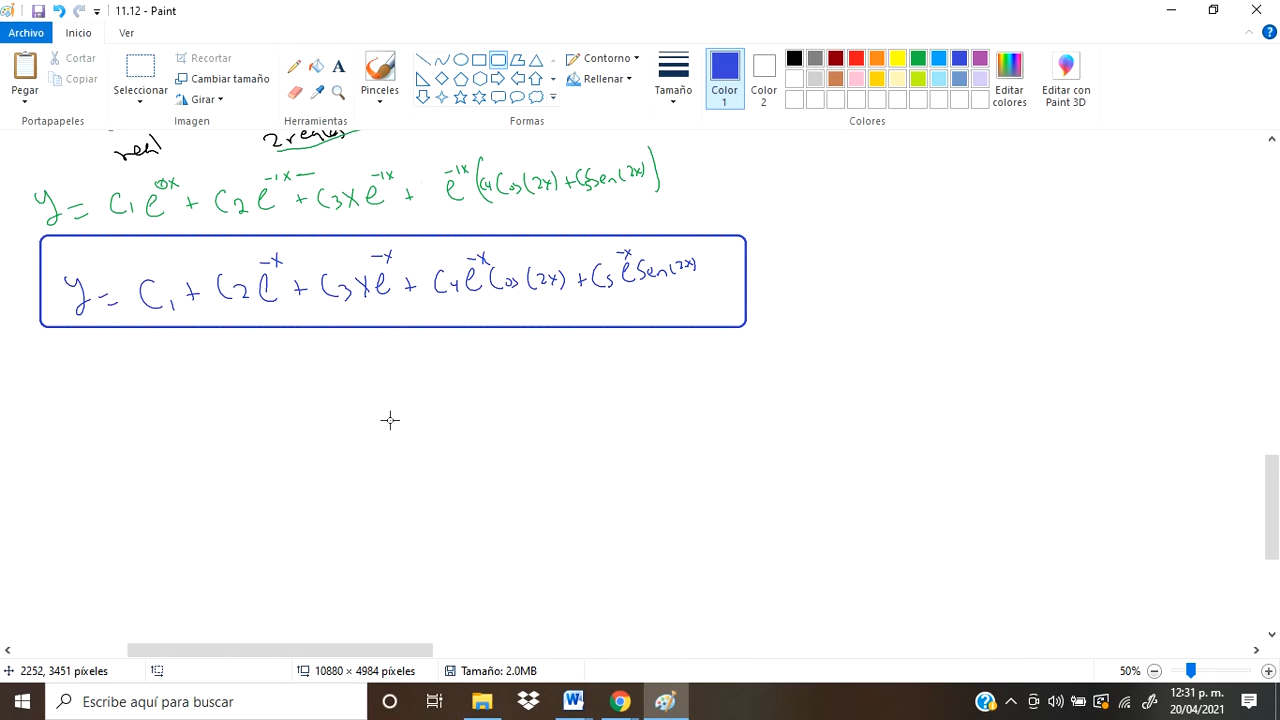 11.12 - Paint
Archivo Inicio Ver
Pegar Cortar Copiar Portapapeles
Seleccionar Recortar Cambiar tamaño Girar Imagen
Pinceles Herramientas
Contorno Rellenar Formas
Tamaño
Color 1 Color 2 Editar colores Editar con Paint 3D Colores
real 2 reales
y = C1 e^0x + C2 e^-1x + C3 x e^-1x + e^-1x (C4 Cos(2x) + C5 Sen(2x))
y = C1 + C2 e^-x + C3 x e^-x + C4 e^-x Cos(2x) + C5 e^-x Sen(2x)
2252, 3451 píxeles 10880 × 4984 píxeles Tamaño: 2.0MB 50%
Escribe aquí para buscar 12:31 p. m.
20/04/2021